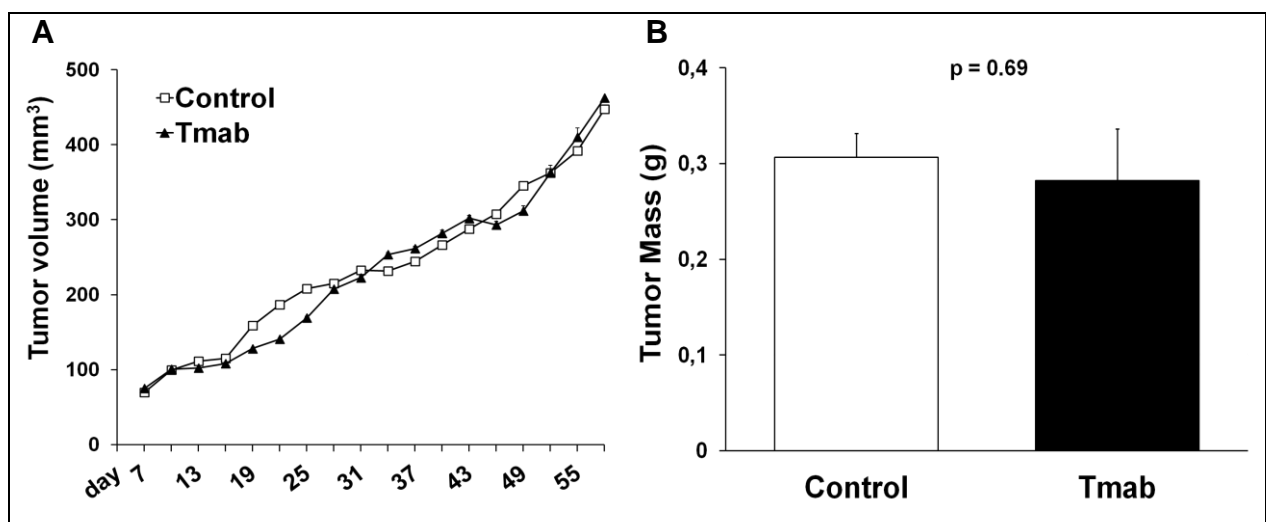 A
Tumor volume (mm³)
500
400
300
200
100
0
Control
Tmab
day 7 13 19 25 31 37 43 49 55
B
Tumor Mass (g)
0,4
0,3
0,2
0,1
0
p = 0.69
Control Tmab